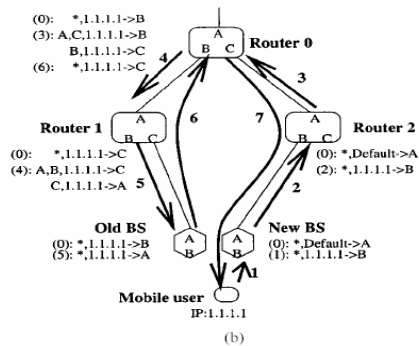 (0): *,1.1.1.1->B
(3): A,C,1.1.1.1->B
B,1.1.1.1->C
(6): *,1.1.1.1->C
A
B C
Router 0
4
3
6
7
Router 1
A
B C
A
B C
Router 2
(0): *,1.1.1.1->C
(4): A,B,1.1.1.1->C
C,1.1.1.1->A
(0): *,Default->A
(2): *,1.1.1.1->B
5
2
Old BS
(0): *,1.1.1.1->B
(5): *,1.1.1.1->A
A
B
A
B
New BS
(0): *,Default->A
(1): *,1.1.1.1->B
1
Mobile user
IP:1.1.1.1
(b)